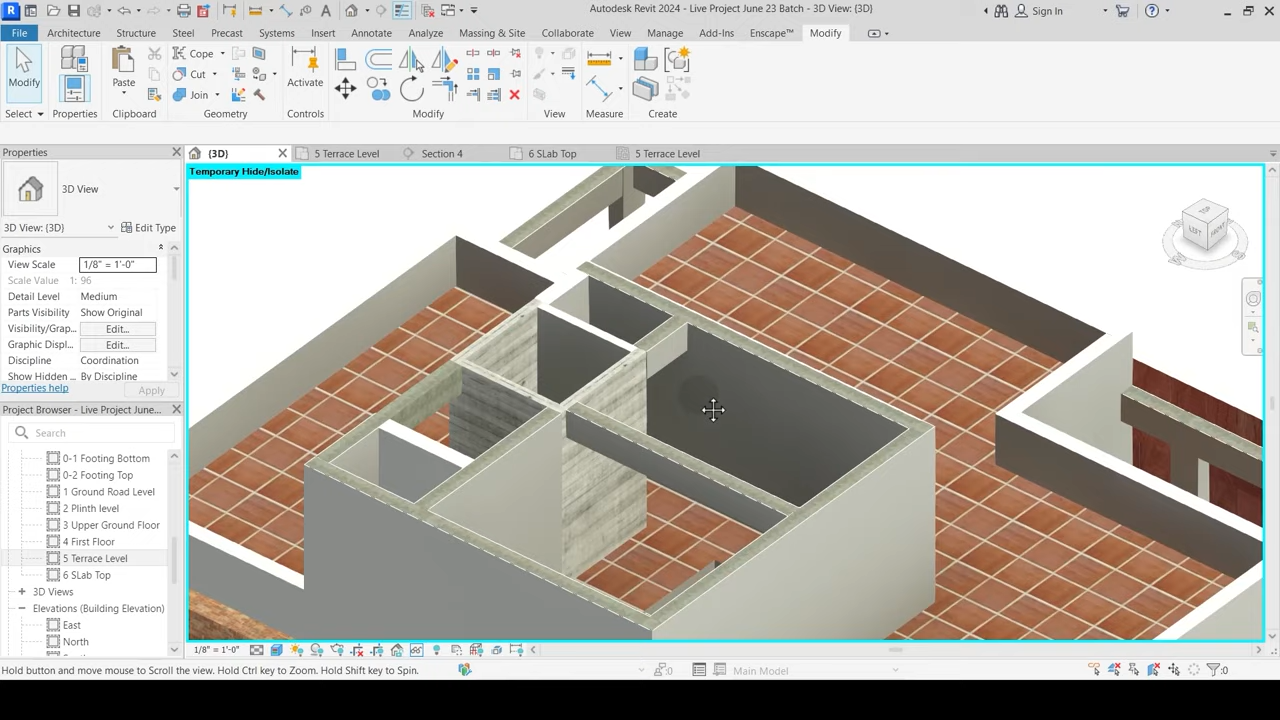 Autodesk Revit 2024 - Live Project June 23 Batch - 3D View: {3D}
Sign In
File Architecture Structure Steel Precast Systems Insert Annotate Analyze Massing & Site Collaborate View Manage Add-Ins Enscape™ Modify
Cope
Cut
Join
Modify
Paste
Activate
Select Properties Clipboard Geometry Controls Modify View Measure Create
Properties
3D View
3D View: {3D}
Edit Type
Graphics
View Scale 1/8" = 1'-0"
Scale Value 1: 96
Detail Level Medium
Parts Visibility Show Original
Visibility/Grap... Edit...
Graphic Displ... Edit...
Discipline Coordination
Show Hidden ... By Discipline
Properties help
Apply
Project Browser - Live Project June...
Search
0-1 Footing Bottom
0-2 Footing Top
1 Ground Road Level
2 Plinth level
3 Upper Ground Floor
4 First Floor
5 Terrace Level
6 SLab Top
3D Views
Elevations (Building Elevation)
East
North
{3D}
5 Terrace Level
Section 4
6 SLab Top
5 Terrace Level
Temporary Hide/Isolate
TOP
LEFT
FRONT
1/8" = 1'-0"
Hold button and move mouse to Scroll the view. Hold Ctrl key to Zoom. Hold Shift key to Spin.
:0
Main Model
:0